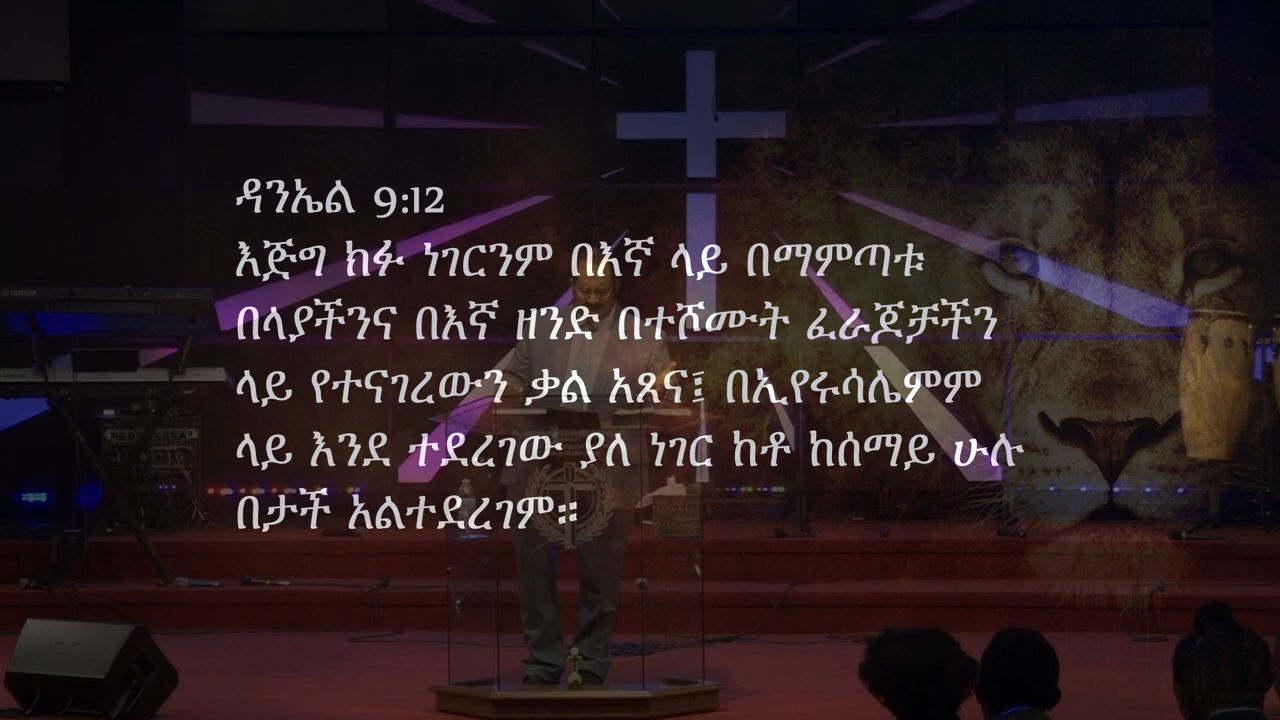 ዳንኤል 9፡12
እጅግ ክፉ ነገርንም በእኛ ላይ በማምጣቱ
በላያችንና በእኛ ዘንድ በተሾሙት ፈራጆቻችን
ላይ የተናገረውን ቃል አጸና፤ በኢየሩሳሌምም
ላይ እንደ ተደረገው ያለ ነገር ከቶ ከሰማይ ሁሉ
በታች አልተደረገም።